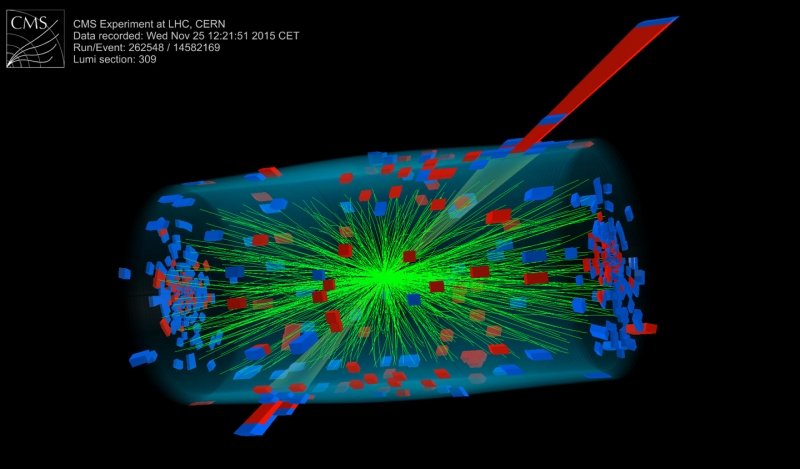 CMS
CMS Experiment at LHC, CERN
Data recorded: Wed Nov 25 12:21:51 2015 CET
Run/Event: 262548 / 14582169
Lumi section: 309